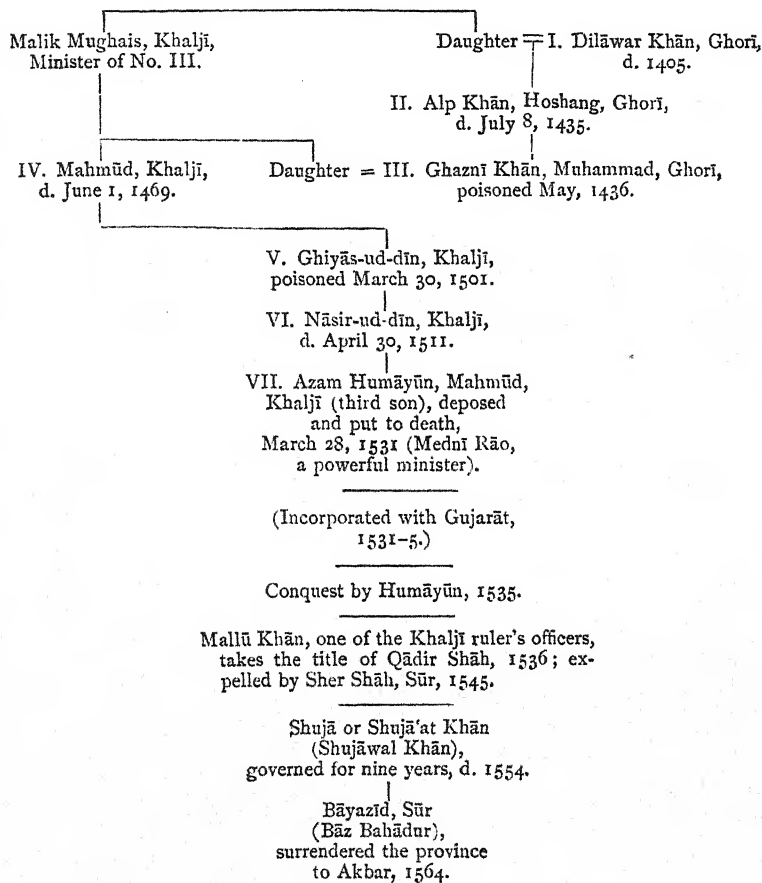 Malik Mughais, Khaljī,
Minister of No. III.
Daughter = I. Dilāwar Khān, Ghorī,
d. 1405.
II. Alp Khān, Hoshang, Ghorī,
d. July 8, 1435.
IV. Mahmūd, Khaljī,
d. June 1, 1469.
Daughter = III. Ghaznī Khān, Muhammad, Ghorī,
poisoned May, 1436.
V. Ghiyās-ud-dīn, Khaljī,
poisoned March 30, 1501.
VI. Nāsir-ud-dīn, Khaljī,
d. April 30, 1511.
VII. Azam Humāyūn, Mahmūd,
Khaljī (third son), deposed
and put to death,
March 28, 1531 (Mednī Rāo,
a powerful minister).
(Incorporated with Gujarāt,
1531-5.)
Conquest by Humāyūn, 1535.
Mallū Khān, one of the Khaljī ruler's officers,
takes the title of Qādir Shāh, 1536; ex-
pelled by Sher Shāh, Sūr, 1545.
Shujā or Shujā'at Khān
(Shujāwal Khān),
governed for nine years, d. 1554.
Bāyazīd, Sūr
(Bāz Bahādur),
surrendered the province
to Akbar, 1564.